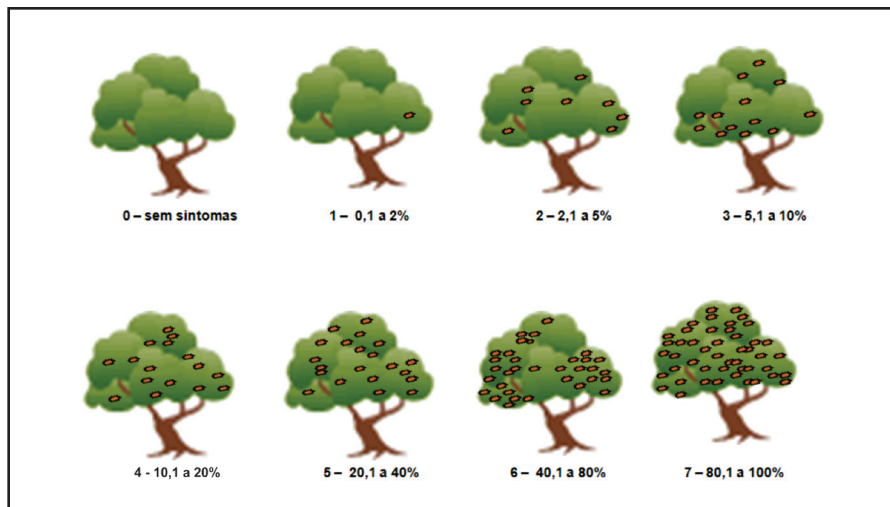 0 – sem sintomas
1 – 0,1 a 2%
2 – 2,1 a 5%
3 – 5,1 a 10%
4 - 10,1 a 20%
5 – 20,1 a 40%
6 – 40,1 a 80%
7 – 80,1 a 100%